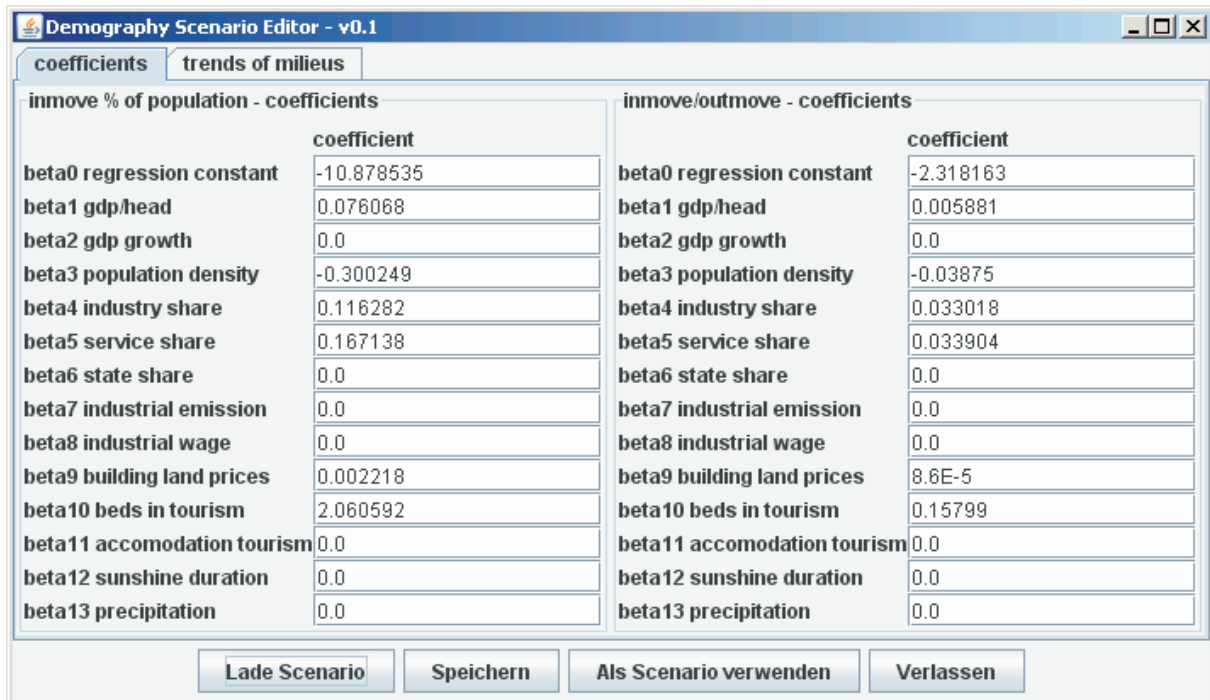 Demography Scenario Editor - v0.1
coefficients trends of milieus
inmove % of population - coefficients
coefficient
beta0 regression constant -10.878535
beta1 gdp/head 0.076068
beta2 gdp growth 0.0
beta3 population density -0.300249
beta4 industry share 0.116282
beta5 service share 0.167138
beta6 state share 0.0
beta7 industrial emission 0.0
beta8 industrial wage 0.0
beta9 building land prices 0.002218
beta10 beds in tourism 2.060592
beta11 accomodation tourism 0.0
beta12 sunshine duration 0.0
beta13 precipitation 0.0
inmove/outmove - coefficients
coefficient
beta0 regression constant -2.318163
beta1 gdp/head 0.005881
beta2 gdp growth 0.0
beta3 population density -0.03875
beta4 industry share 0.033018
beta5 service share 0.033904
beta6 state share 0.0
beta7 industrial emission 0.0
beta8 industrial wage 0.0
beta9 building land prices 8.6E-5
beta10 beds in tourism 0.15799
beta11 accomodation tourism 0.0
beta12 sunshine duration 0.0
beta13 precipitation 0.0
Lade Scenario Speichern Als Scenario verwenden Verlassen